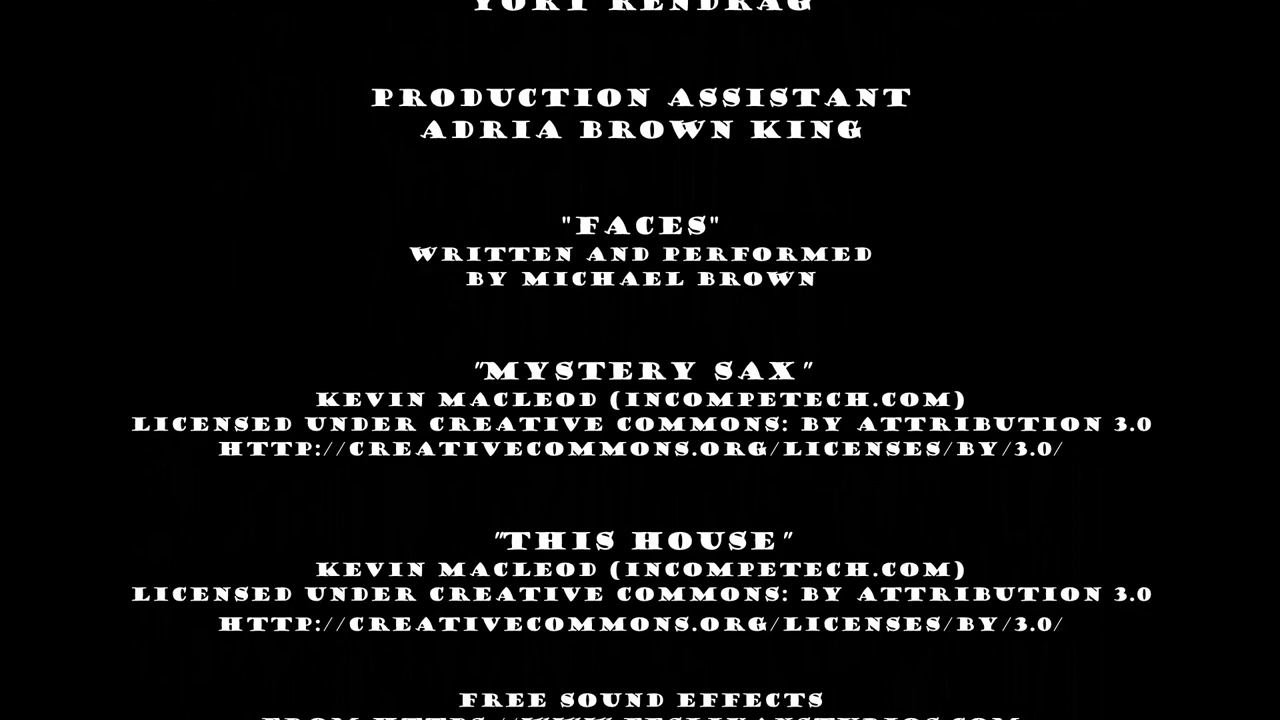 YORT RENDRAG
PRODUCTION ASSISTANT
ADRIA BROWN KING
"FACES"
WRITTEN AND PERFORMED
BY MICHAEL BROWN
"MYSTERY SAX"
KEVIN MACLEOD (INCOMPETECH.COM)
LICENSED UNDER CREATIVE COMMONS: BY ATTRIBUTION 3.0
HTTP://CREATIVECOMMONS.ORG/LICENSES/BY/3.0/
"THIS HOUSE"
KEVIN MACLEOD (INCOMPETECH.COM)
LICENSED UNDER CREATIVE COMMONS: BY ATTRIBUTION 3.0
HTTP://CREATIVECOMMONS.ORG/LICENSES/BY/3.0/
FREE SOUND EFFECTS